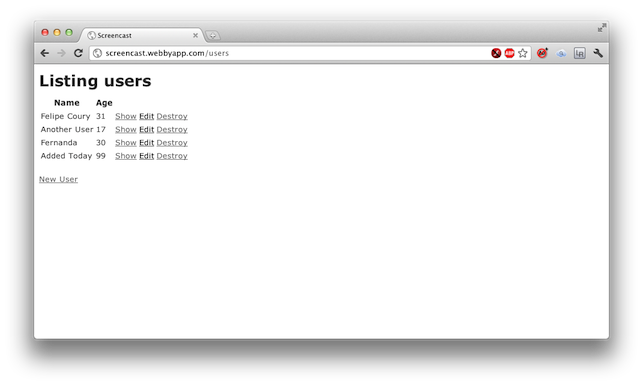 Screencast
screencast.webbyapp.com/users
ABP
LR
Listing users
Name Age
Felipe Coury 31 Show Edit Destroy
Another User 17 Show Edit Destroy
Fernanda 30 Show Edit Destroy
Added Today 99 Show Edit Destroy
New User